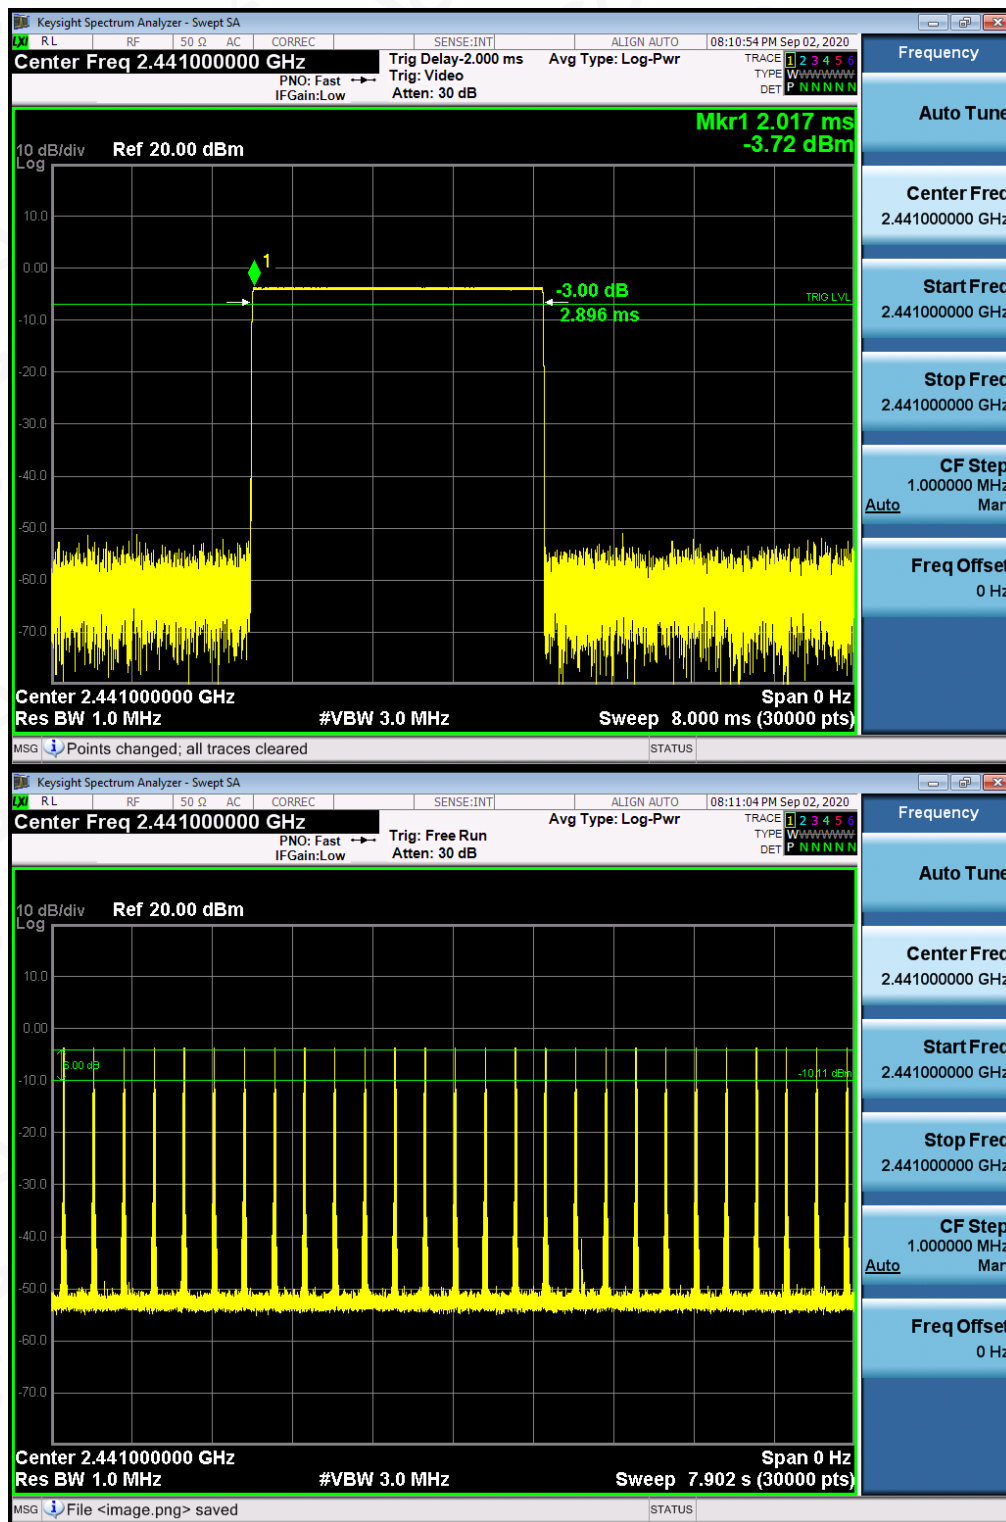 Keysight Spectrum Analyzer - Swept SA
LXI RL RF 50 Ω AC CORREC SENSE:INT ALIGN AUTO 08:10:54 PM Sep 02, 2020
Center Freq 2.441000000 GHz
PNO: Fast
IFGain:Low
Trig Delay-2.000 ms
Trig: Video
Atten: 30 dB
Avg Type: Log-Pwr
TRACE 1 2 3 4 5 6
TYPE WWWWWWW
DET P N N N N N
Mkr1 2.017 ms
-3.72 dBm
10 dB/div Ref 20.00 dBm
Log
10.0
0.00
-10.0
-20.0
-30.0
-40.0
-50.0
-60.0
-70.0
1
-3.00 dB
2.896 ms
TRIG LVL
Center 2.441000000 GHz Span 0 Hz
Res BW 1.0 MHz #VBW 3.0 MHz Sweep 8.000 ms (30000 pts)
MSG Points changed; all traces cleared STATUS
Frequency
Auto Tune
Center Freq
2.441000000 GHz
Start Freq
2.441000000 GHz
Stop Freq
2.441000000 GHz
CF Step
1.000000 MHz
Auto Man
Freq Offset
0 Hz
Keysight Spectrum Analyzer - Swept SA
LXI RL RF 50 Ω AC CORREC SENSE:INT ALIGN AUTO 08:11:04 PM Sep 02, 2020
Center Freq 2.441000000 GHz
PNO: Fast
IFGain:Low
Trig: Free Run
Atten: 30 dB
Avg Type: Log-Pwr
TRACE 1 2 3 4 5 6
TYPE WWWWWWW
DET P N N N N N
10 dB/div Ref 20.00 dBm
Log
10.0
0.00
-10.0
-20.0
-30.0
-40.0
-50.0
-60.0
-70.0
6.00 dB
-10.11 dBm
Center 2.441000000 GHz Span 0 Hz
Res BW 1.0 MHz #VBW 3.0 MHz Sweep 7.902 s (30000 pts)
MSG File <image.png> saved STATUS
Frequency
Auto Tune
Center Freq
2.441000000 GHz
Start Freq
2.441000000 GHz
Stop Freq
2.441000000 GHz
CF Step
1.000000 MHz
Auto Man
Freq Offset
0 Hz